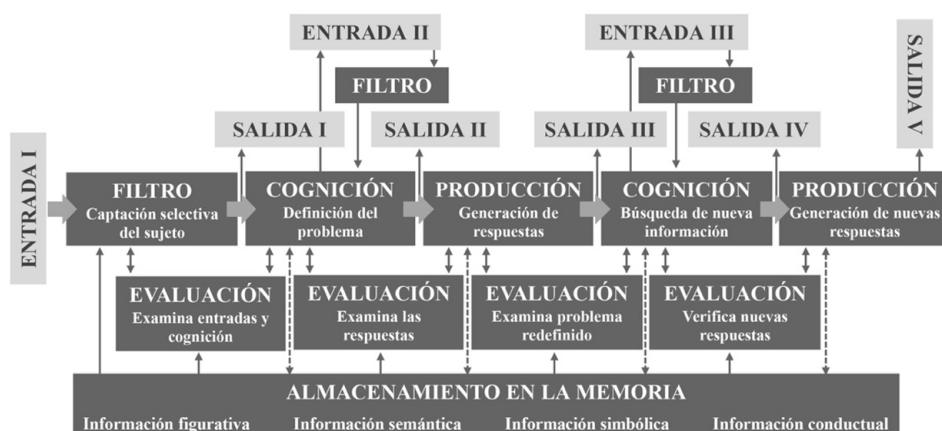 ENTRADA II
ENTRADA III
FILTRO
FILTRO
SALIDA I
SALIDA II
SALIDA III
SALIDA IV
SALIDA V
ENTRADA I
FILTRO
Captación selectiva
del sujeto
COGNICIÓN
Definición del
problema
PRODUCCIÓN
Generación de
respuestas
COGNICIÓN
Búsqueda de nueva
información
PRODUCCIÓN
Generación de nuevas
respuestas
EVALUACIÓN
Examina entradas y
cognición
EVALUACIÓN
Examina las
respuestas
EVALUACIÓN
Examina problema
redefinido
EVALUACIÓN
Verifica nuevas
respuestas
ALMACENAMIENTO EN LA MEMORIA
Información figurativa
Información semántica
Información simbólica
Información conductual